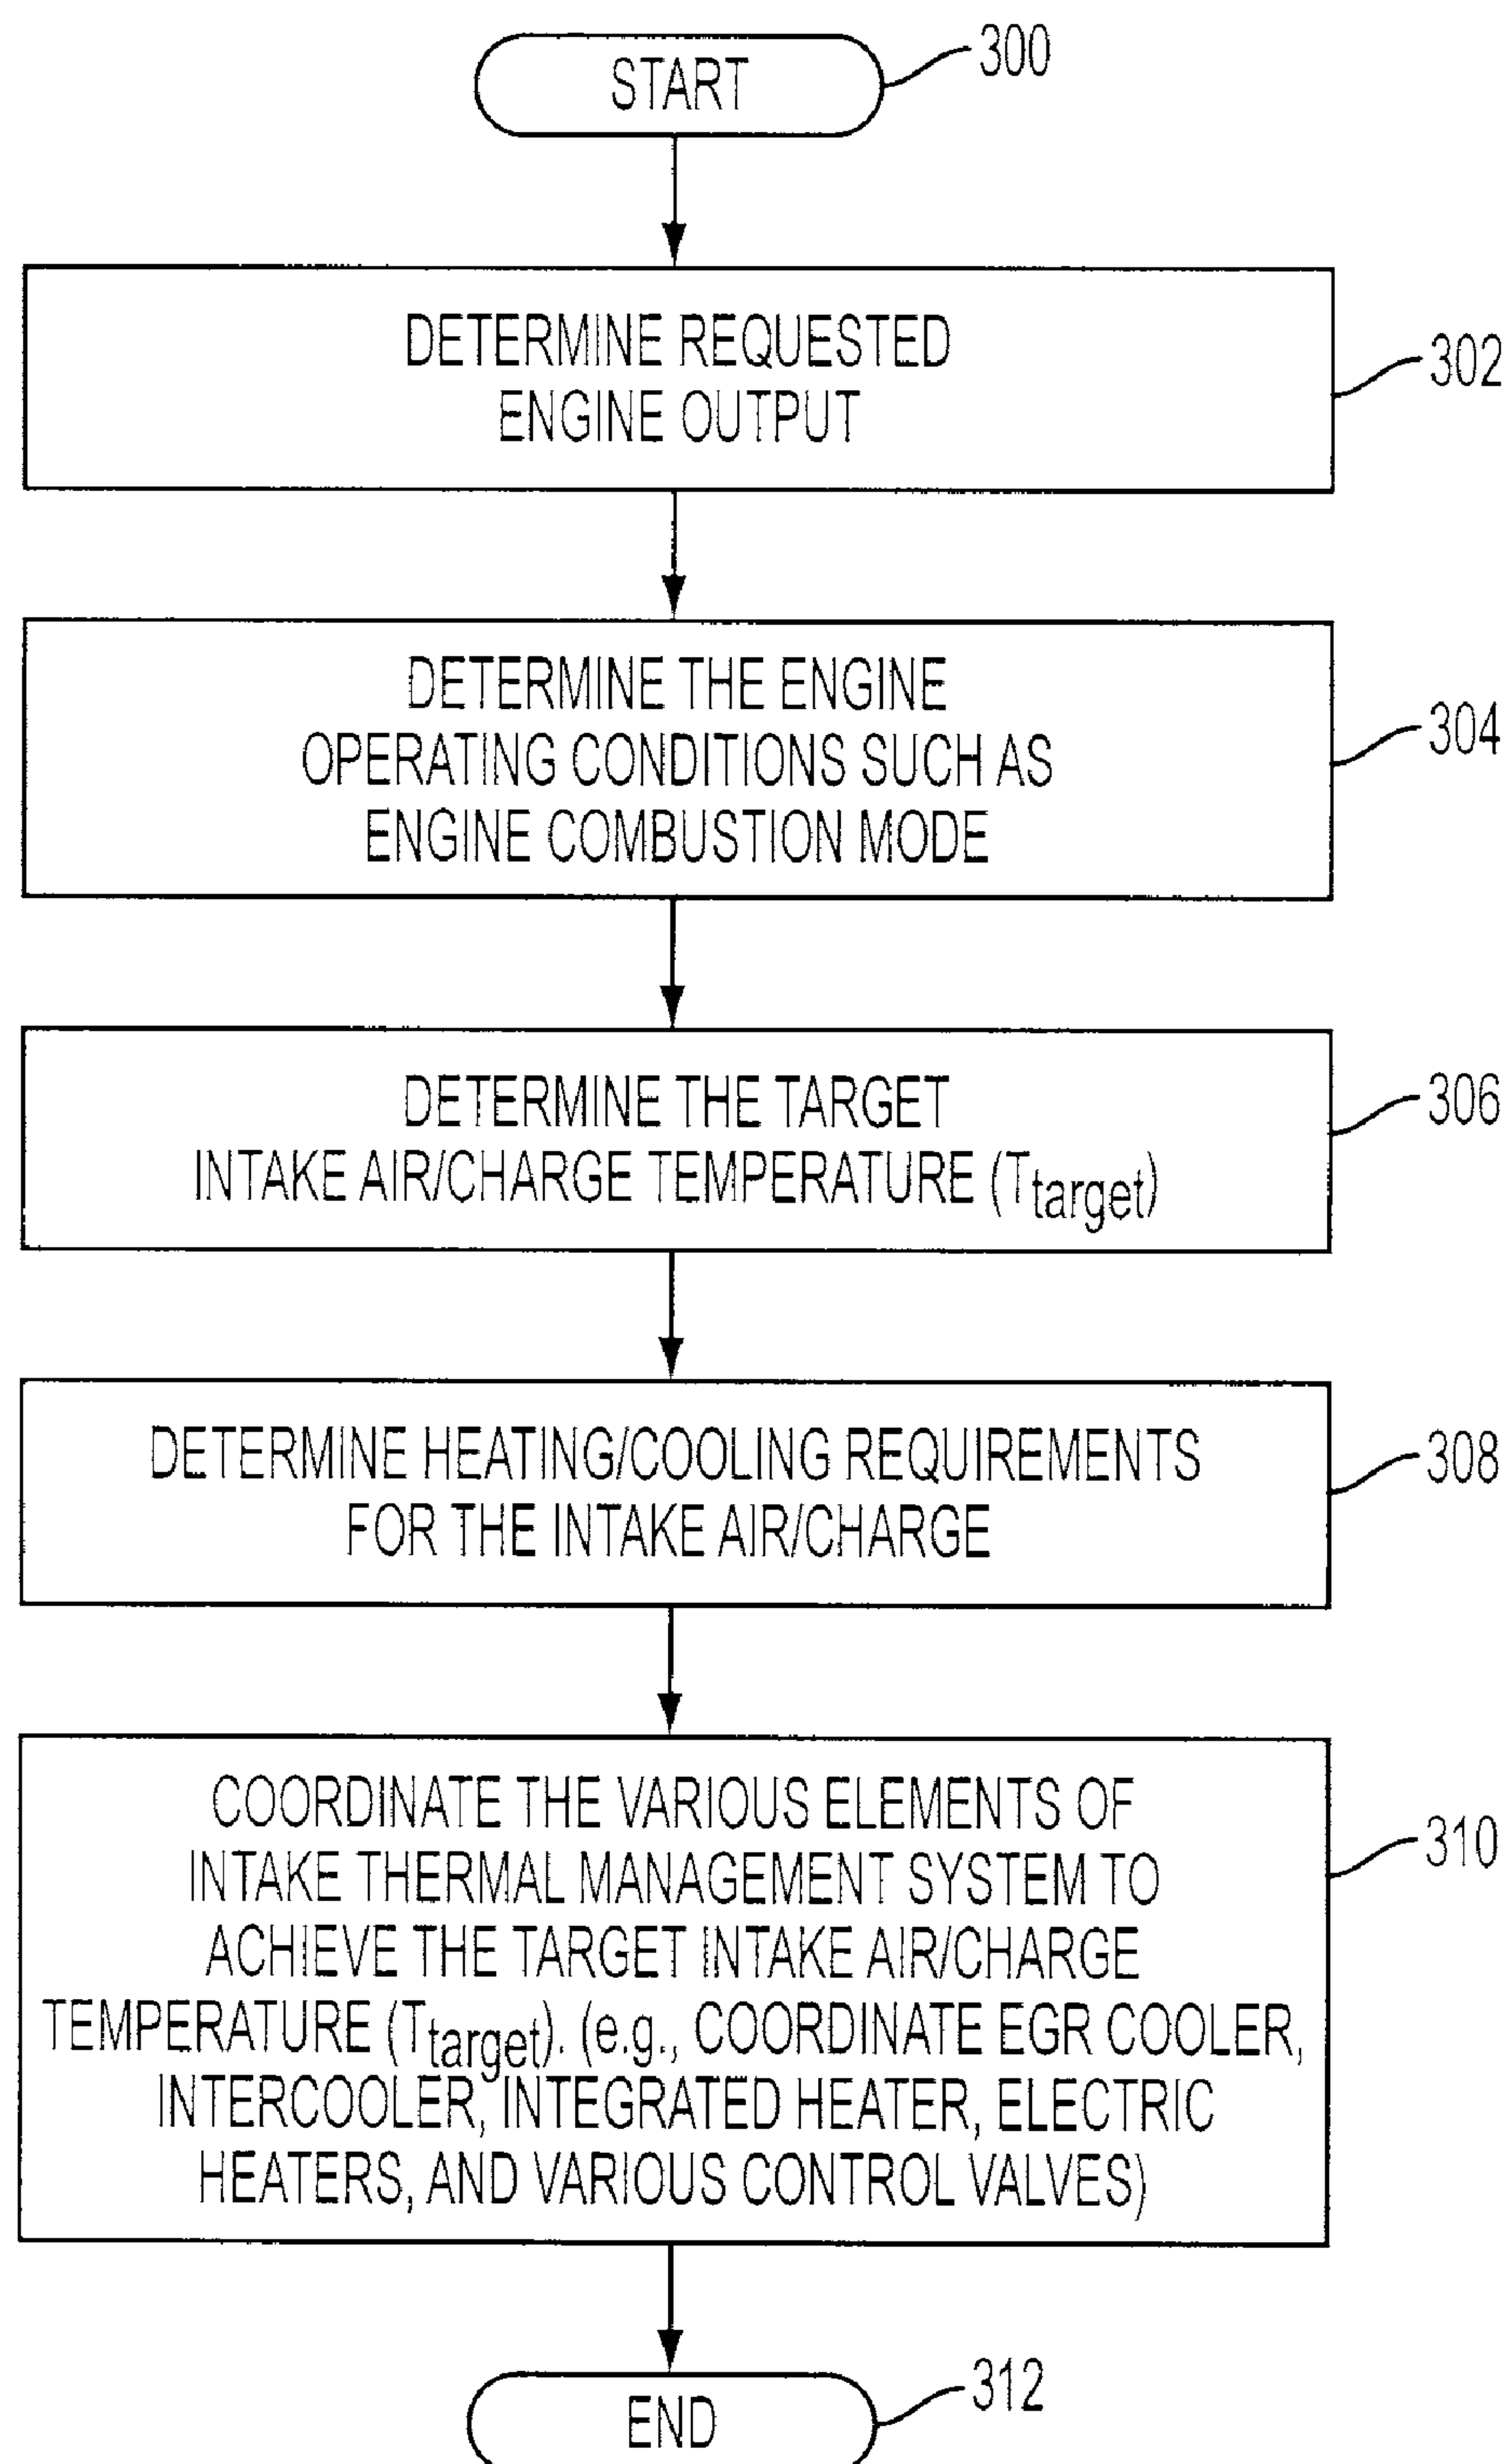 START
300
DETERMINE REQUESTED
ENGINE OUTPUT
302
DETERMINE THE ENGINE
OPERATING CONDITIONS SUCH AS
ENGINE COMBUSTION MODE
304
DETERMINE THE TARGET
INTAKE AIR/CHARGE TEMPERATURE (Ttarget)
306
DETERMINE HEATING/COOLING REQUIREMENTS
FOR THE INTAKE AIR/CHARGE
308
COORDINATE THE VARIOUS ELEMENTS OF
INTAKE THERMAL MANAGEMENT SYSTEM TO
ACHIEVE THE TARGET INTAKE AIR/CHARGE
TEMPERATURE (Ttarget). (e.g., COORDINATE EGR COOLER,
INTERCOOLER, INTEGRATED HEATER, ELECTRIC
HEATERS, AND VARIOUS CONTROL VALVES)
310
END
312